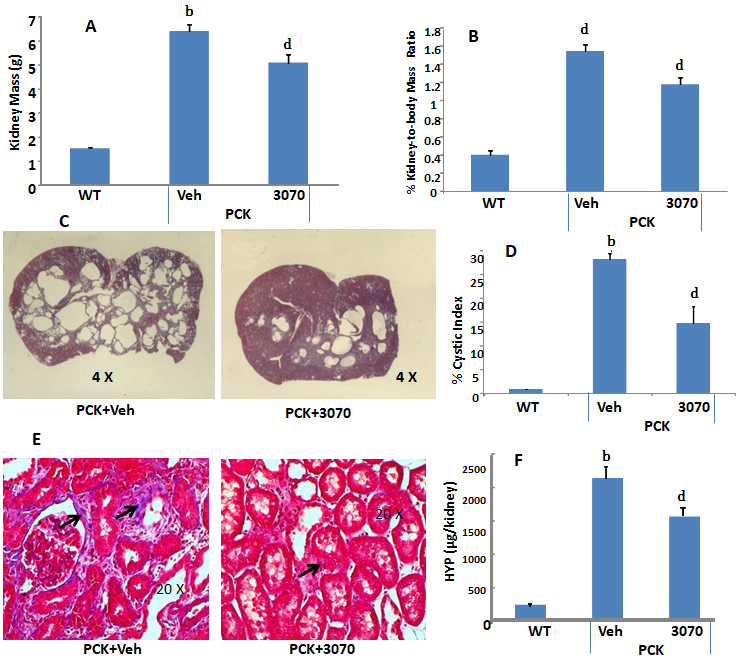 A
Kidney Mass (g)
7
6
5
4
3
2
1
0
b
d
WT
Veh
3070
PCK
B
% Kidney-to-body Mass Ratio
1.8
1.6
1.4
1.2
1
0.8
0.6
0.4
0.2
0
d
d
WT
Veh
3070
PCK
C
4 X
PCK+Veh
4 X
PCK+3070
D
% Cystic Index
30
25
20
15
10
5
0
b
d
WT
Veh
3070
PCK
E
20 X
PCK+Veh
20 X
PCK+3070
F
HYP (µg/kidney)
2500
2000
1500
1000
500
0
b
d
WT
Veh
3070
PCK